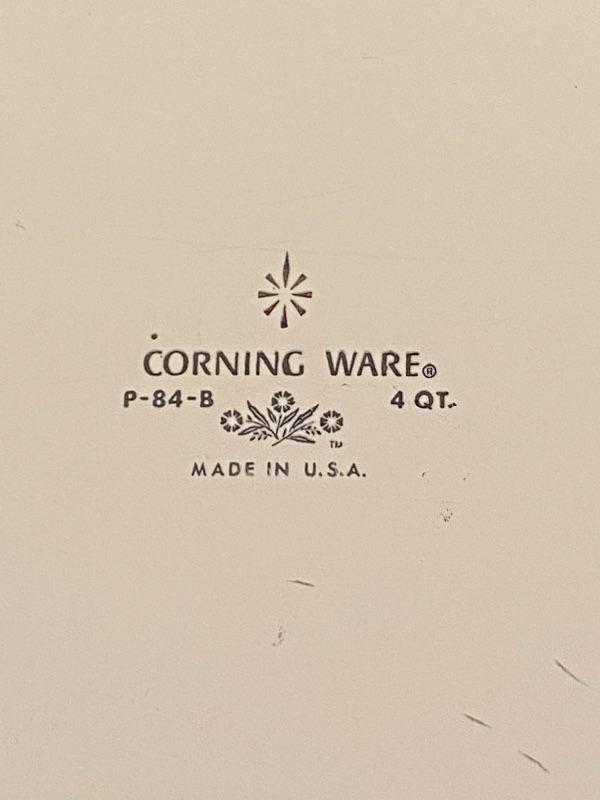 CORNING WARE®
P-84-B 4 QT.
TM
MADE IN U.S.A.